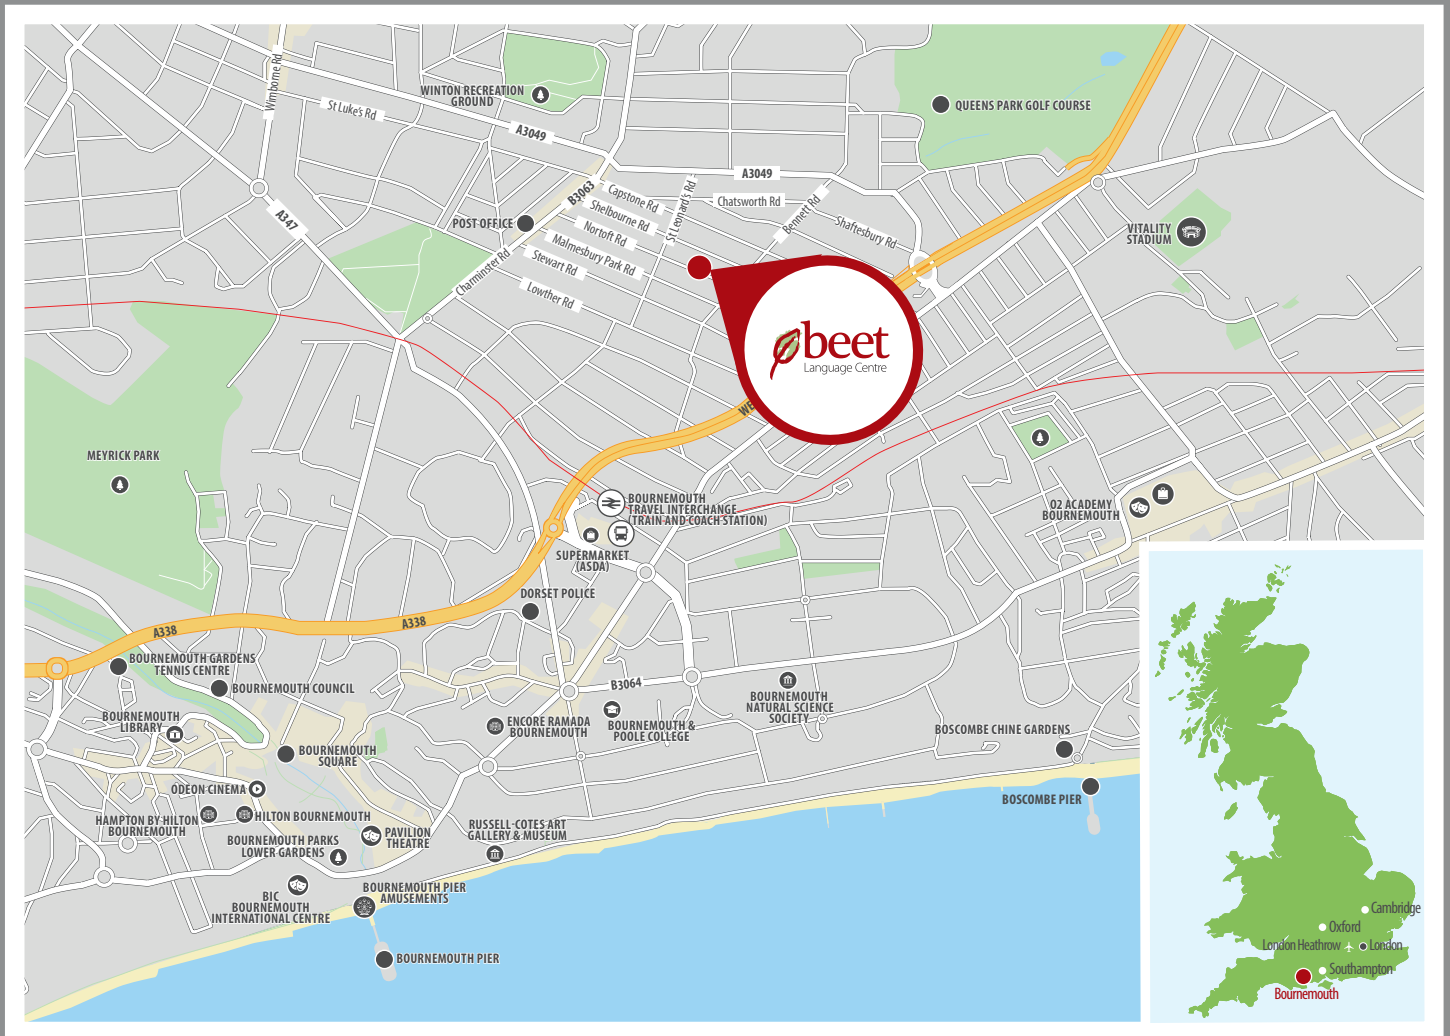 Wimborne Rd
WINTON RECREATION
GROUND
St Luke's Rd
A3049
QUEENS PARK GOLF COURSE
A3049
A347
POST OFFICE
B3063
Capstone Rd
Shelbourne Rd
Nortoft Rd
Malmesbury Park Rd
Stewart Rd
Lowther Rd
Charminster Rd
St Leonard's Rd
Chatsworth Rd
Bennett Rd
Shaftesbury Rd
VITALITY
STADIUM
beet
Language Centre
WE
MEYRICK PARK
BOURNEMOUTH
TRAVEL INTERCHANGE
(TRAIN AND COACH STATION)
SUPERMARKET
(ASDA)
O2 ACADEMY
BOURNEMOUTH
DORSET POLICE
A338
A338
BOURNEMOUTH GARDENS
TENNIS CENTRE
BOURNEMOUTH COUNCIL
B3064
BOURNEMOUTH
NATURAL SCIENCE
SOCIETY
BOURNEMOUTH
LIBRARY
ENCORE RAMADA
BOURNEMOUTH
BOURNEMOUTH &
POOLE COLLEGE
BOSCOMBE CHINE GARDENS
BOURNEMOUTH
SQUARE
ODEON CINEMA
BOSCOMBE PIER
HAMPTON BY HILTON
BOURNEMOUTH
HILTON BOURNEMOUTH
BOURNEMOUTH PARKS
LOWER GARDENS
PAVILION
THEATRE
RUSSELL-COTES ART
GALLERY & MUSEUM
BIC
BOURNEMOUTH
INTERNATIONAL CENTRE
BOURNEMOUTH PIER
AMUSEMENTS
BOURNEMOUTH PIER
Cambridge
Oxford
London Heathrow
London
Southampton
Bournemouth